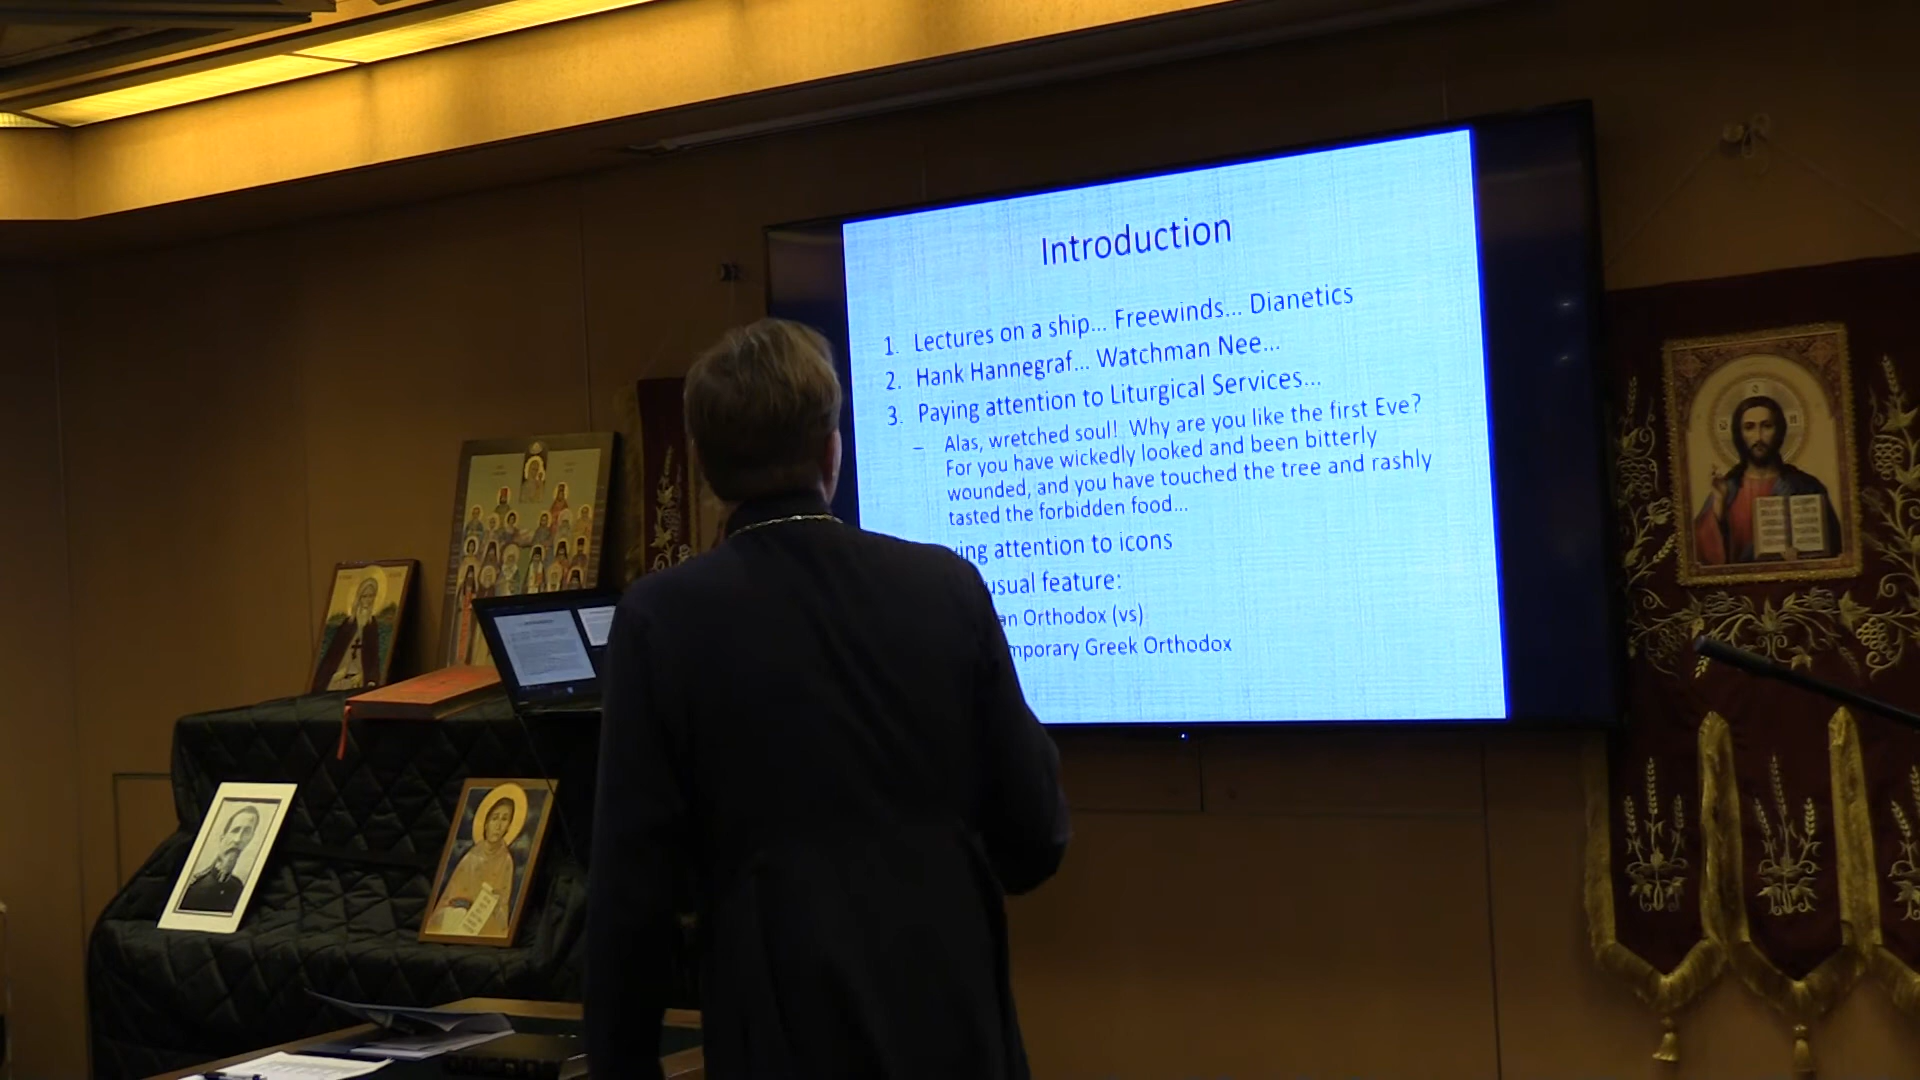 Introduction
1. Lectures on a ship... Freewinds... Dianetics
2. Hank Hannegraf... Watchman Nee...
3. Paying attention to Liturgical Services...
– Alas, wretched soul! Why are you like the first Eve?
For you have wickedly looked and been bitterly
wounded, and you have touched the tree and rashly
tasted the forbidden food...
attention to icons
feature:
Orthodox (vs)
Greek Orthodox